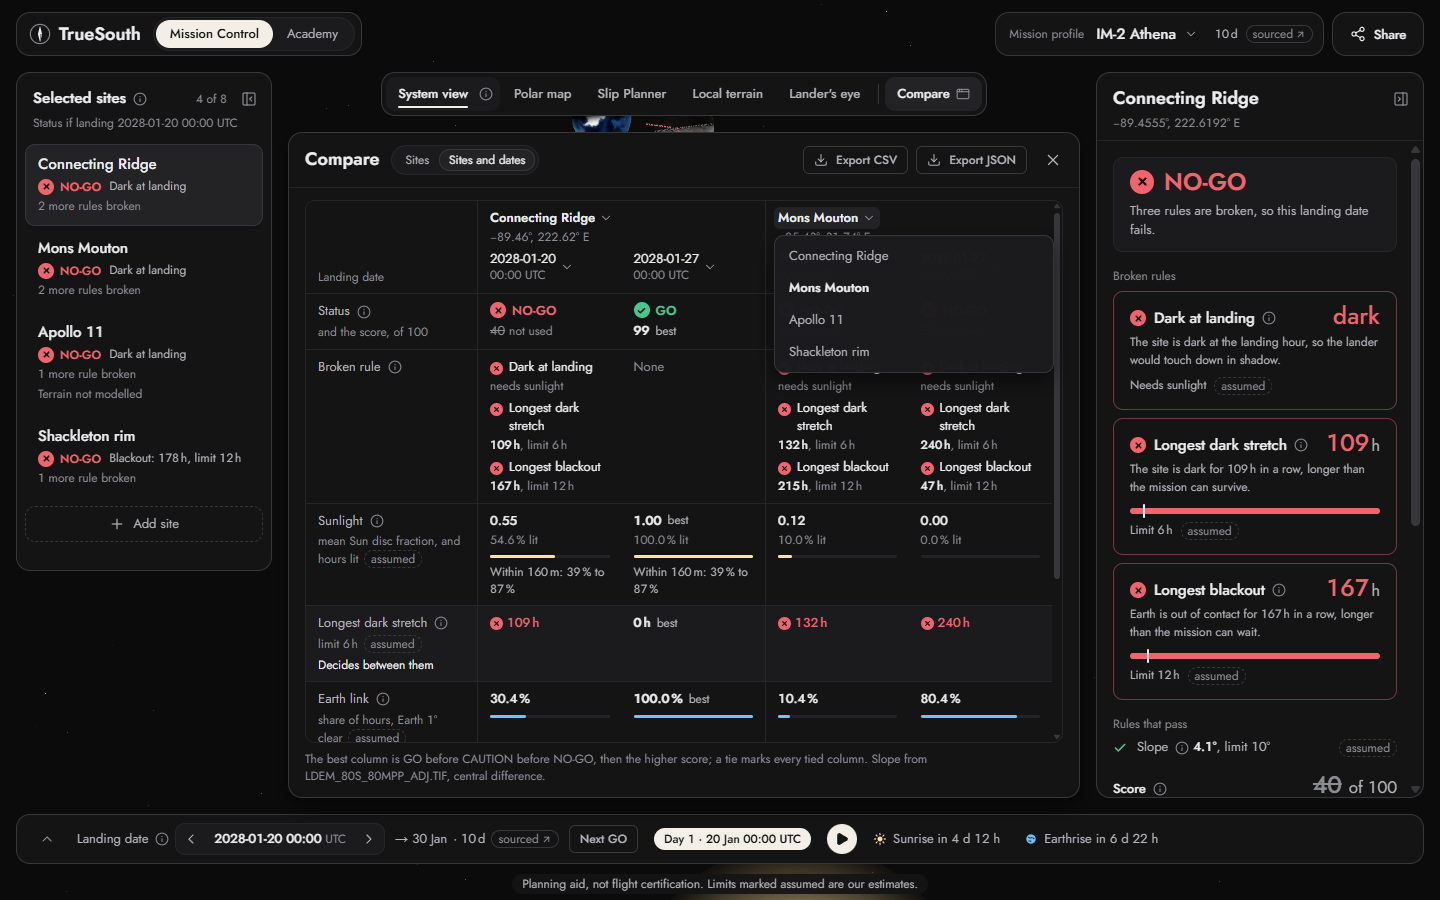 TrueSouth
Mission Control
Academy
Mission profile
IM-2 Athena
10 d
sourced ↗
Share
Selected sites
4 of 8
Status if landing 2028-01-20 00:00 UTC
Connecting Ridge
NO-GO Dark at landing
2 more rules broken
Mons Mouton
NO-GO Dark at landing
2 more rules broken
Apollo 11
NO-GO Dark at landing
1 more rule broken
Terrain not modelled
Shackleton rim
NO-GO Blackout: 178 h, limit 12 h
1 more rule broken
+ Add site
System view
Polar map
Slip Planner
Local terrain
Lander's eye
Compare
Compare
Sites
Sites and dates
Export CSV
Export JSON
Connecting Ridge
−89.46°, 222.62° E
Mons Mouton
Landing date
2028-01-20
00:00 UTC
2028-01-27
00:00 UTC
Connecting Ridge
Mons Mouton
Apollo 11
Shackleton rim
Status
and the score, of 100
NO-GO
40 not used
GO
99 best
Broken rule
Dark at landing
needs sunlight
Longest dark
stretch
109 h, limit 6 h
Longest blackout
167 h, limit 12 h
None
needs sunlight
Longest dark
stretch
132 h, limit 6 h
Longest blackout
215 h, limit 12 h
needs sunlight
Longest dark
stretch
240 h, limit 6 h
Longest blackout
47 h, limit 12 h
Sunlight
mean Sun disc fraction, and
hours lit assumed
0.55
54.6 % lit
Within 160 m: 39 % to
87 %
1.00 best
100.0 % lit
Within 160 m: 39 % to
87 %
0.12
10.0 % lit
0.00
0.0 % lit
Longest dark stretch
limit 6 h assumed
Decides between them
109 h
0 h best
132 h
240 h
Earth link
share of hours, Earth 1°
clear assumed
30.4 %
100.0 % best
10.4 %
80.4 %
The best column is GO before CAUTION before NO-GO, then the higher score; a tie marks every tied column. Slope from
LDEM_80S_80MPP_ADJ.TIF, central difference.
Connecting Ridge
−89.4555°, 222.6192° E
NO-GO
Three rules are broken, so this landing date
fails.
Broken rules
Dark at landing
dark
The site is dark at the landing hour, so the lander
would touch down in shadow.
Needs sunlight assumed
Longest dark stretch
109 h
The site is dark for 109 h in a row, longer than
the mission can survive.
Limit 6 h assumed
Longest blackout
167 h
Earth is out of contact for 167 h in a row, longer
than the mission can wait.
Limit 12 h assumed
Rules that pass
Slope 4.1°, limit 10°
assumed
Score
40 of 100
Landing date
2028-01-20 00:00 UTC
→ 30 Jan · 10 d
sourced ↗
Next GO
Day 1 · 20 Jan 00:00 UTC
Sunrise in 4 d 12 h
Earthrise in 6 d 22 h
Planning aid, not flight certification. Limits marked assumed are our estimates.